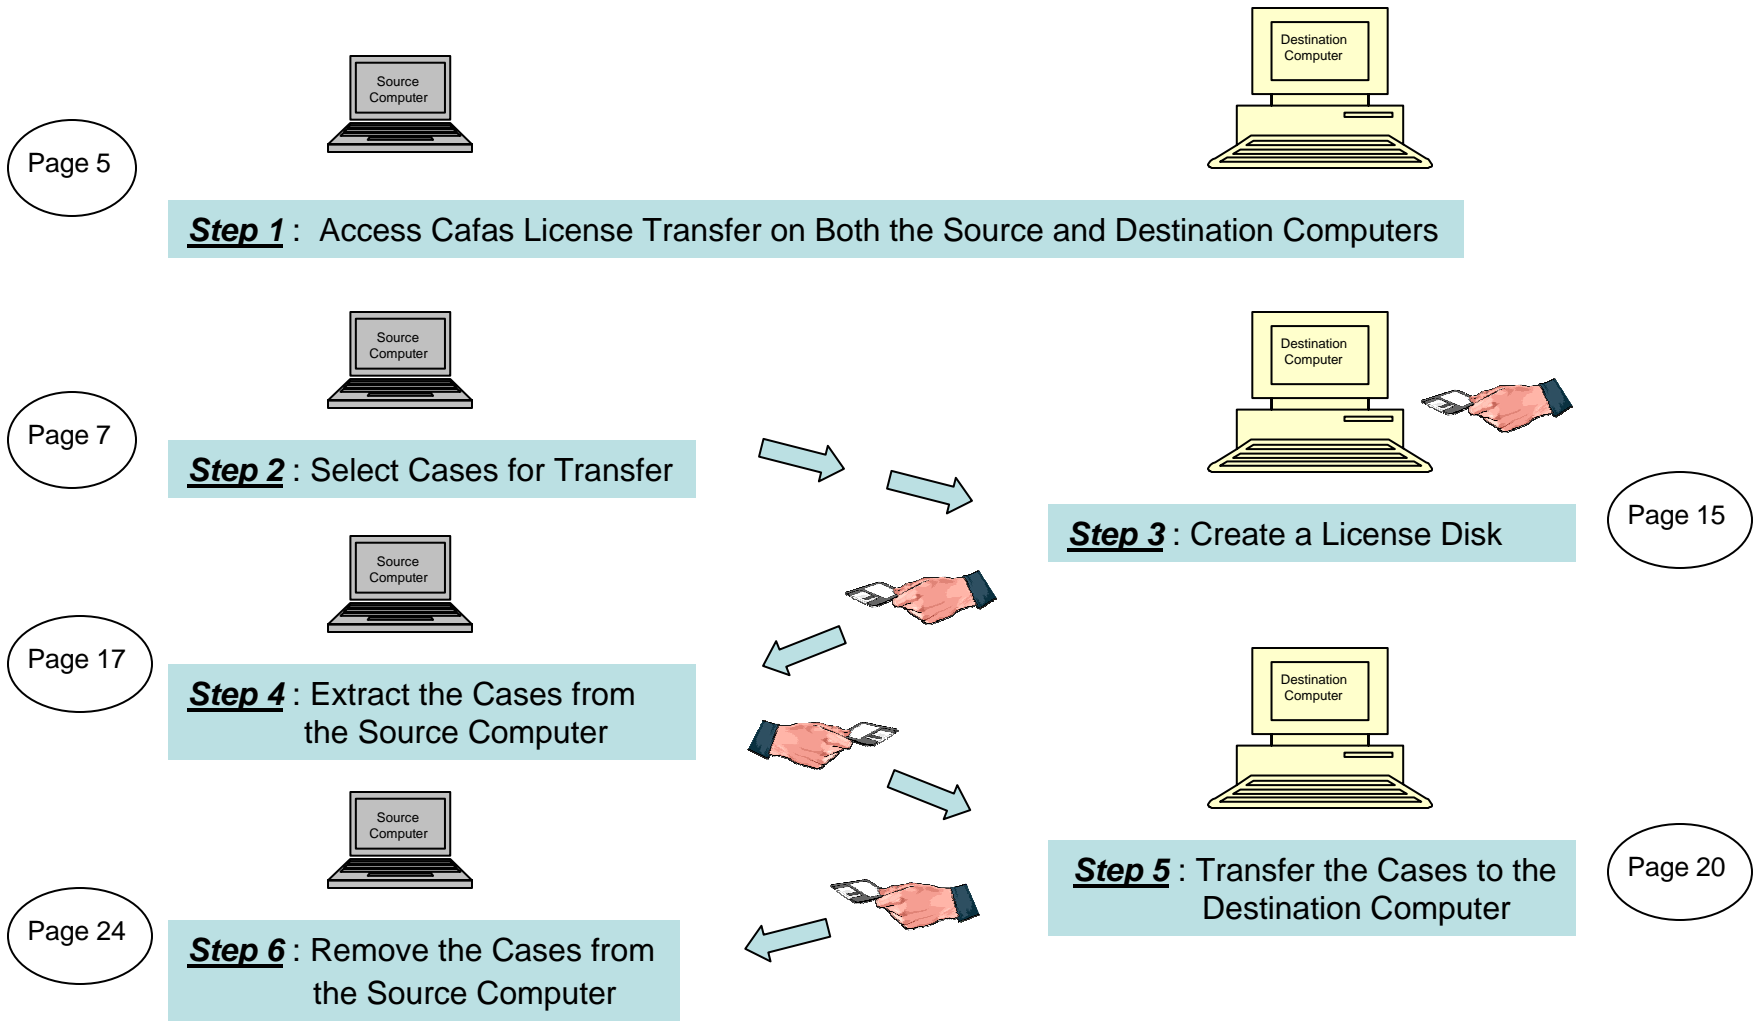 Source
Computer
Destination
Computer
Page 5
Step 1 : Access Cafas License Transfer on Both the Source and Destination Computers
Source
Computer
Destination
Computer
Page 7
Step 2 : Select Cases for Transfer
Step 3 : Create a License Disk
Page 15
Source
Computer
Page 17
Step 4 : Extract the Cases from
the Source Computer
Destination
Computer
Source
Computer
Step 5 : Transfer the Cases to the
Destination Computer
Page 20
Page 24
Step 6 : Remove the Cases from
the Source Computer